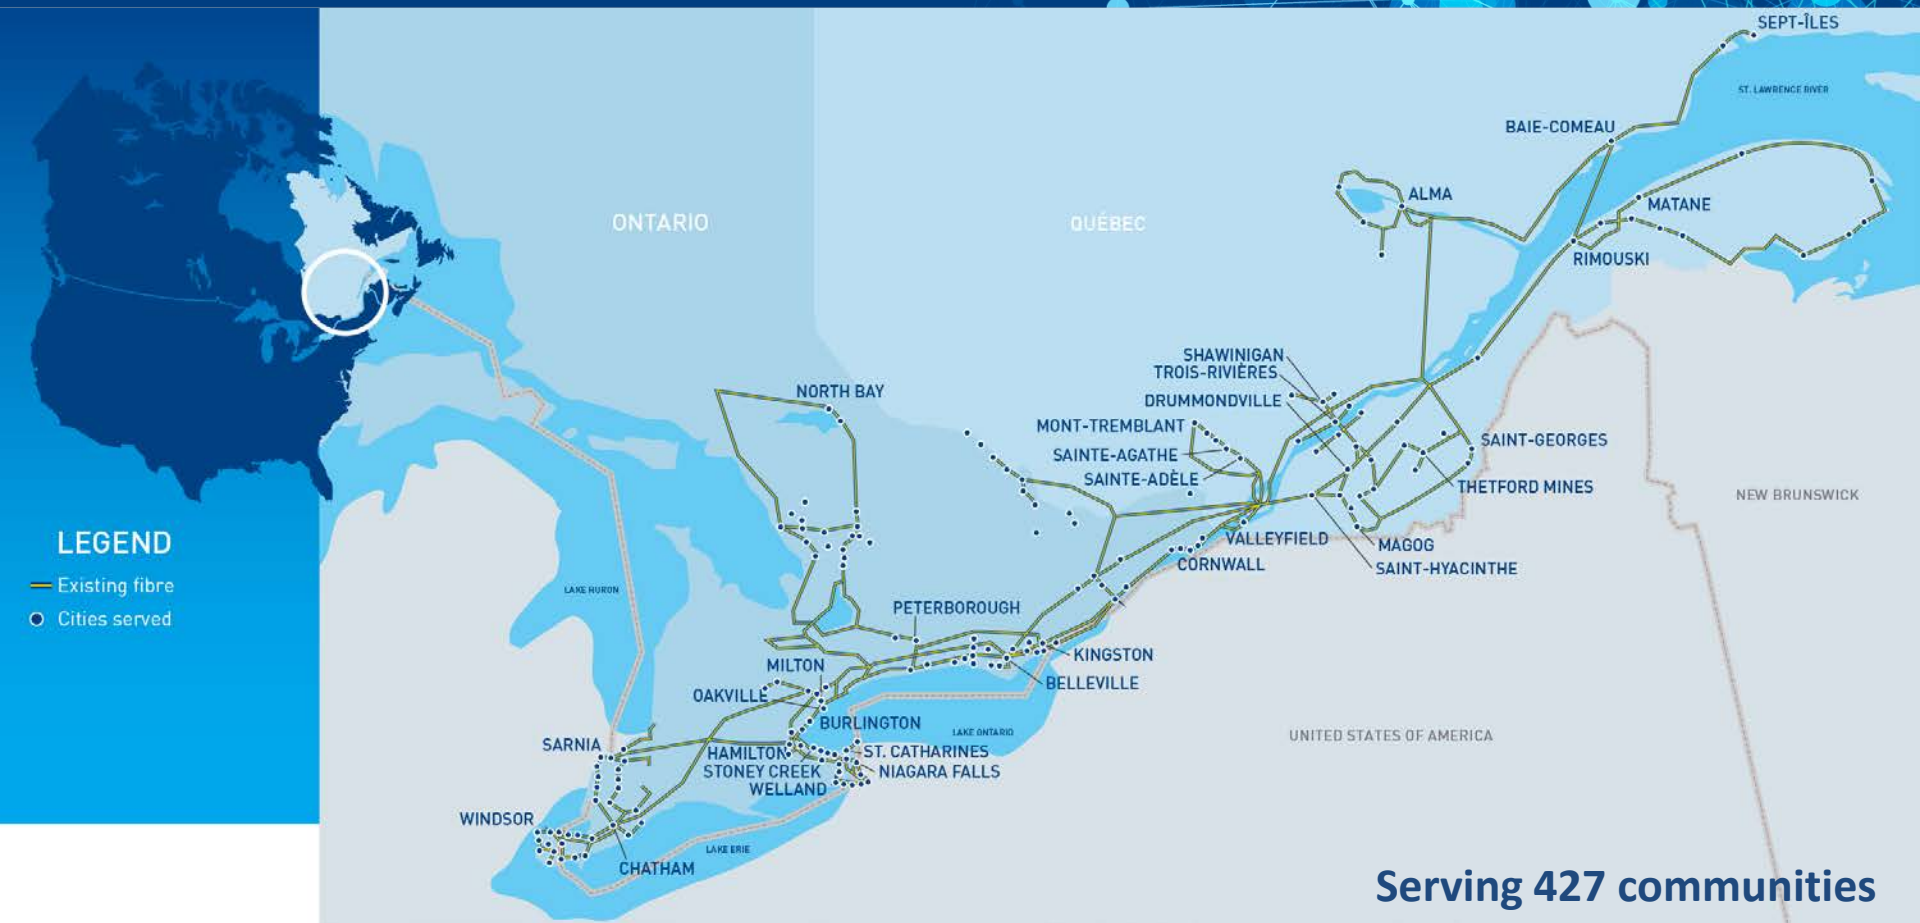 SEPT-ÎLES
ST. LAWRENCE RIVER
BAIE-COMEAU
ALMA
MATANE
ONTARIO
QUÉBEC
RIMOUSKI
SHAWINIGAN
TROIS-RIVIÈRES
NORTH BAY
DRUMMONDVILLE
MONT-TREMBLANT
SAINT-GEORGES
SAINTE-AGATHE
SAINTE-ADÈLE
THETFORD MINES
NEW BRUNSWICK
LEGEND
Existing fibre
Cities served
VALLEYFIELD
MAGOG
CORNWALL
SAINT-HYACINTHE
LAKE HURON
PETERBOROUGH
KINGSTON
MILTON
BELLEVILLE
OAKVILLE
BURLINGTON
LAKE ONTARIO
UNITED STATES OF AMERICA
SARNIA
HAMILTON
ST. CATHARINES
STONEY CREEK
NIAGARA FALLS
WELLAND
WINDSOR
LAKE ERIE
CHATHAM
Serving 427 communities